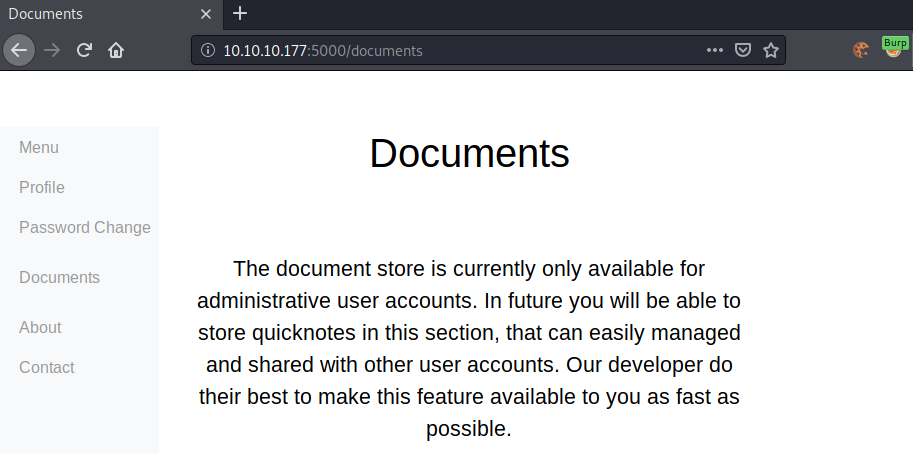 Documents
10.10.10.177:5000/documents
Burp
Menu
Profile
Password Change
Documents
About
Contact
Documents
The document store is currently only available for
administrative user accounts. In future you will be able to
store quicknotes in this section, that can easily managed
and shared with other user accounts. Our developer do
their best to make this feature available to you as fast as
possible.